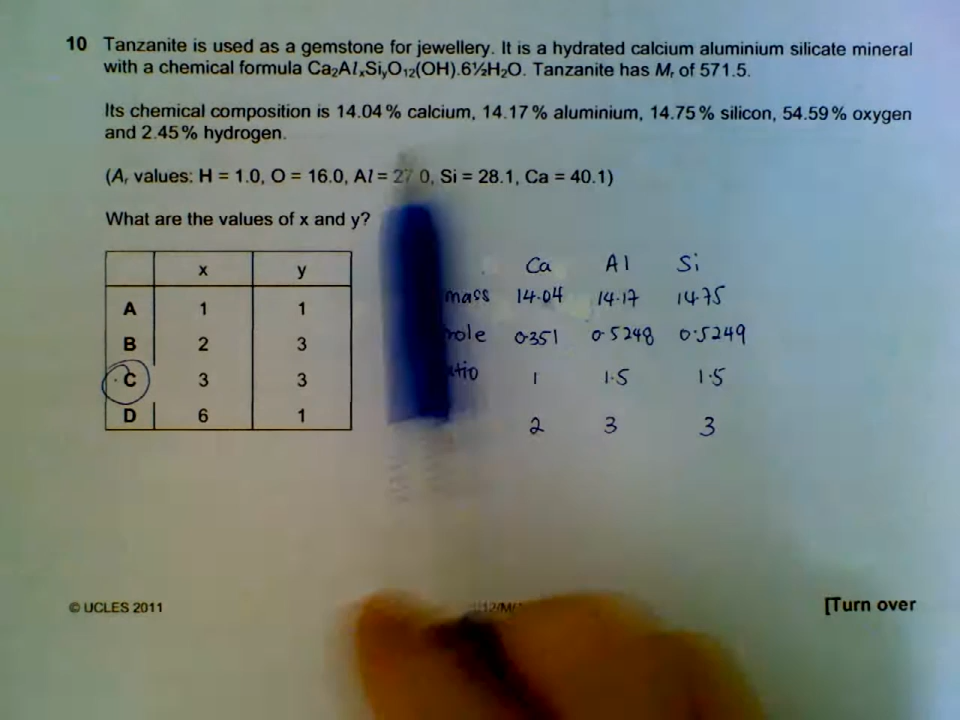 10 Tanzanite is used as a gemstone for jewellery. It is a hydrated calcium aluminium silicate mineral
with a chemical formula Ca₂AlₓSiᵧO₁₂(OH).6½H₂O. Tanzanite has Mᵣ of 571.5.
Its chemical composition is 14.04% calcium, 14.17% aluminium, 14.75% silicon, 54.59% oxygen
and 2.45% hydrogen.
(Aᵣ values: H = 1.0, O = 16.0, Al = 27.0, Si = 28.1, Ca = 40.1)
What are the values of x and y?
x y
A 1 1
B 2 3
C 3 3
D 6 1
Ca Al Si
mass 14.04 14.17 14.75
mole 0.351 0.5248 0.5249
1 1.5 1.5
2 3 3
© UCLES 2011
[Turn over